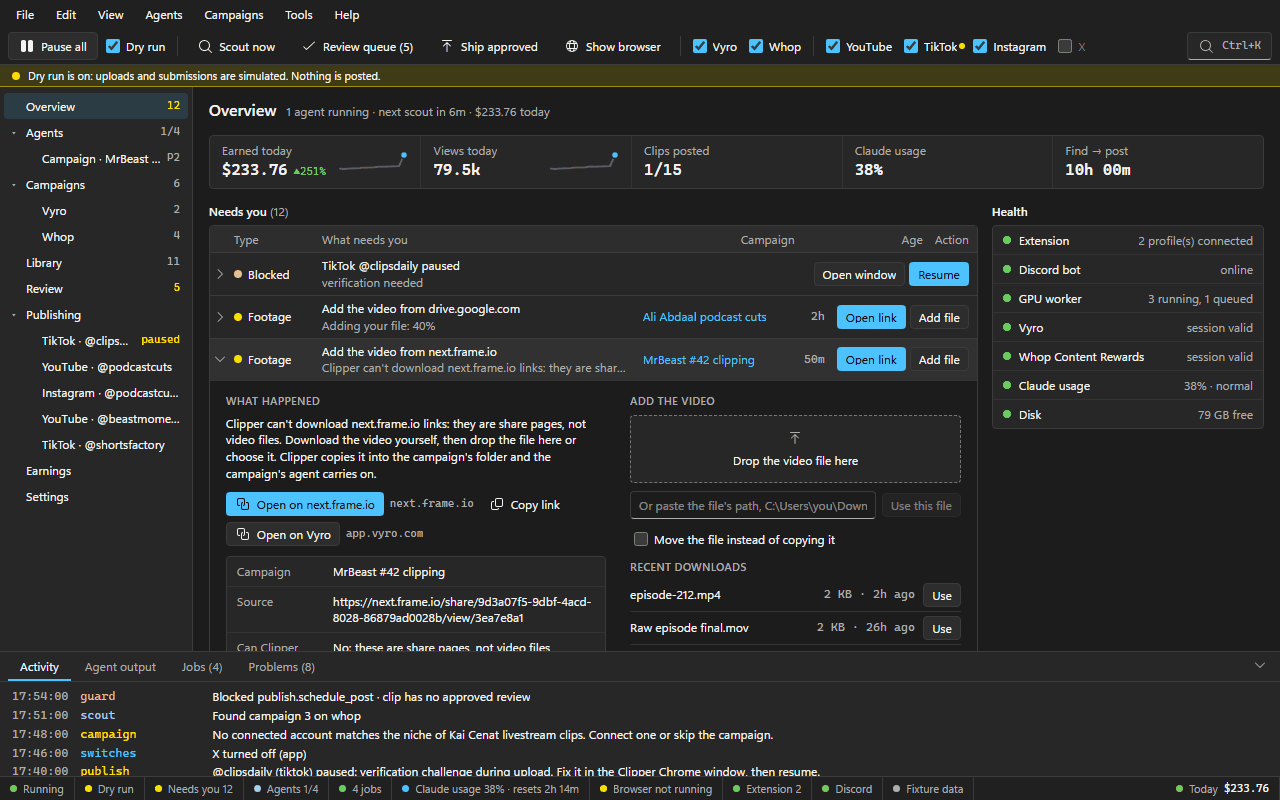 File Edit View Agents Campaigns Tools Help
Pause all Dry run Scout now Review queue (5) Ship approved Show browser Vyro Whop YouTube TikTok Instagram X Ctrl+K
Dry run is on: uploads and submissions are simulated. Nothing is posted.
Overview 12
Agents 1/4
Campaign · MrBeast ... P2
Campaigns 6
Vyro 2
Whop 4
Library 11
Review 5
Publishing
TikTok · @clips... paused
YouTube · @podcastcuts
Instagram · @podcastcu...
YouTube · @beastmome...
TikTok · @shortsfactory
Earnings
Settings
Overview 1 agent running · next scout in 6m · $233.76 today
Earned today
$233.76 ▲251%
Views today
79.5k
Clips posted
1/15
Claude usage
38%
Find → post
10h 00m
Needs you (12)
Type What needs you Campaign Age Action
Blocked TikTok @clipsdaily paused
verification needed
Open window Resume
Footage Add the video from drive.google.com
Adding your file: 40%
Ali Abdaal podcast cuts 2h Open link Add file
Footage Add the video from next.frame.io
Clipper can't download next.frame.io links: they are shar...
MrBeast #42 clipping 50m Open link Add file
WHAT HAPPENED
Clipper can't download next.frame.io links: they are share pages, not
video files. Download the video yourself, then drop the file here or
choose it. Clipper copies it into the campaign's folder and the
campaign's agent carries on.
Open on next.frame.io next.frame.io Copy link
Open on Vyro app.vyro.com
Campaign MrBeast #42 clipping
Source https://next.frame.io/share/9d3a07f5-9dbf-4acd-
8028-86879ad0028b/view/3ea7e8a1
Can Clipper No: these are share pages, not video files
ADD THE VIDEO
Drop the video file here
Or paste the file's path, C:\Users\you\Down Use this file
Move the file instead of copying it
RECENT DOWNLOADS
episode-212.mp4 2 KB · 2h ago Use
Raw episode final.mov 2 KB · 26h ago Use
Health
Extension 2 profile(s) connected
Discord bot online
GPU worker 3 running, 1 queued
Vyro session valid
Whop Content Rewards session valid
Claude usage 38% · normal
Disk 79 GB free
Activity Agent output Jobs (4) Problems (8)
17:54:00 guard Blocked publish.schedule_post · clip has no approved review
17:51:00 scout Found campaign 3 on whop
17:48:00 campaign No connected account matches the niche of Kai Cenat livestream clips. Connect one or skip the campaign.
17:46:00 switches X turned off (app)
17:40:00 publish @clipsdaily (tiktok) paused: verification challenge during upload. Fix it in the Clipper Chrome window, then resume.
Running Dry run Needs you 12 Agents 1/4 4 jobs Claude usage 38% · resets 2h 14m Browser not running Extension 2 Discord Fixture data Today $233.76